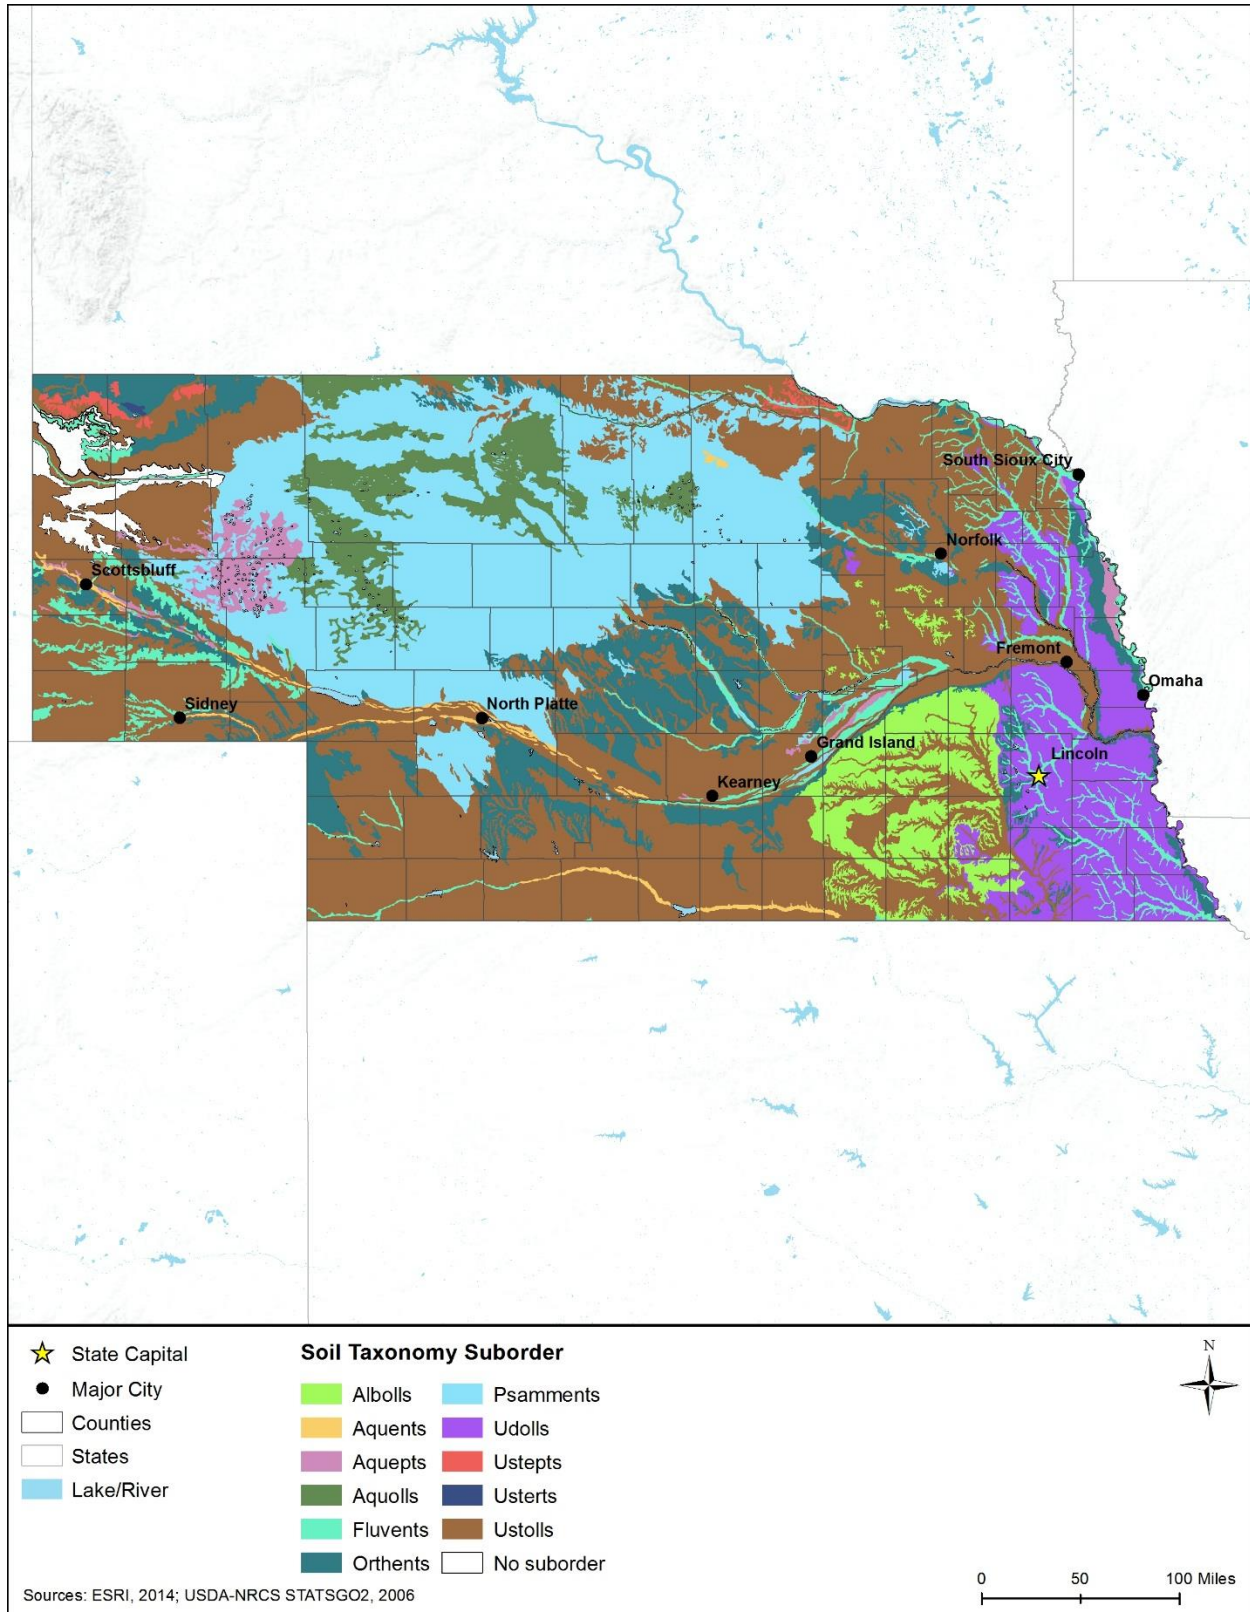 South Sioux City
Norfolk
Scottsbluff
Fremont
Omaha
Sidney
North Platte
Grand Island
Lincoln
Kearney
State Capital
Major City
Counties
States
Lake/River
Soil Taxonomy Suborder
Albolls
Aquents
Aquepts
Aquolls
Fluvents
Orthents
Psamments
Udolls
Ustepts
Usterts
Ustolls
No suborder
N
0 50 100 Miles
Sources: ESRI, 2014; USDA-NRCS STATSGO2, 2006